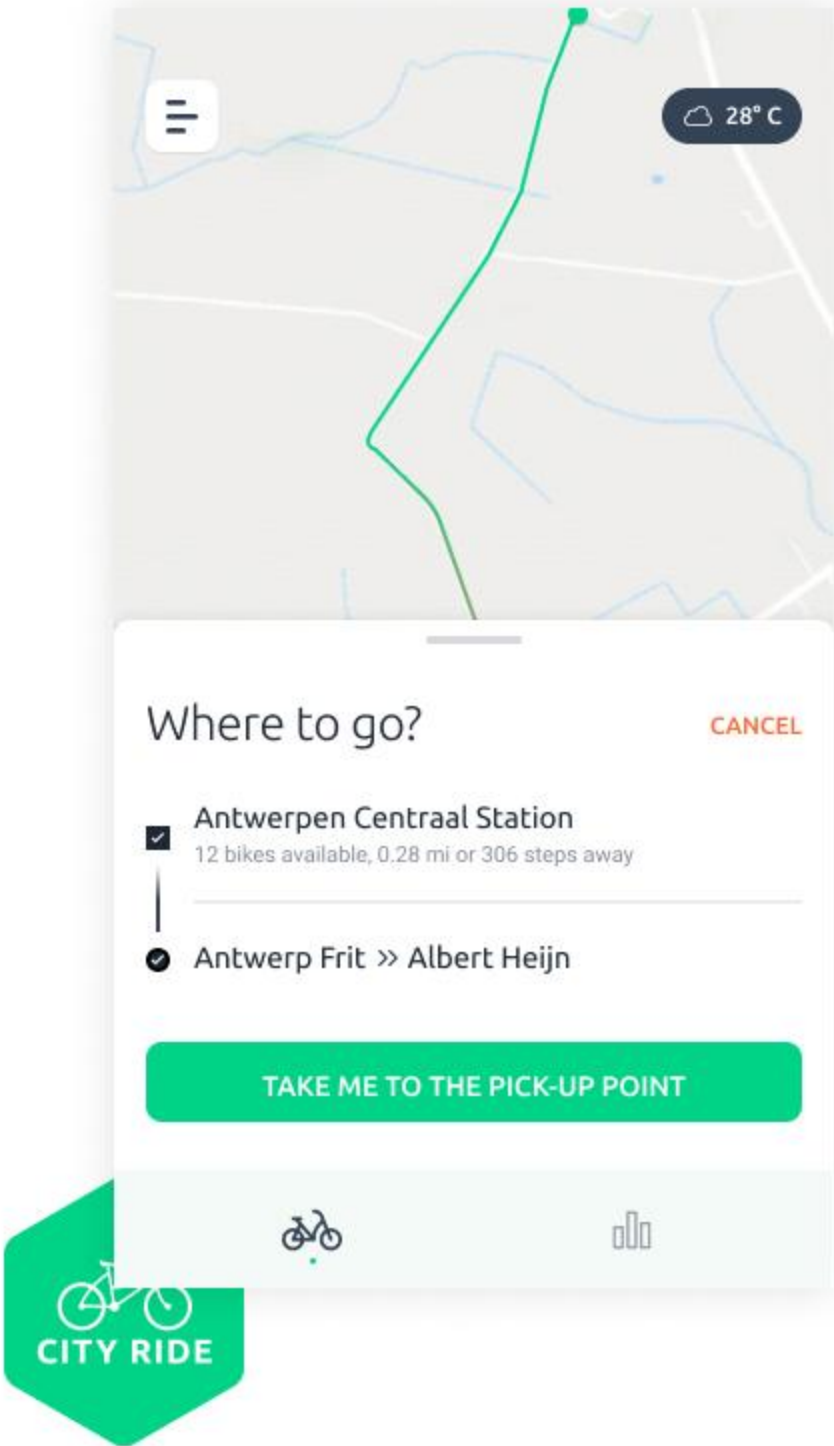 28° C
Where to go?
CANCEL
Antwerpen Centraal Station
12 bikes available, 0.28 mi or 306 steps away
Antwerp Frit >> Albert Heijn
TAKE ME TO THE PICK-UP POINT
CITY RIDE